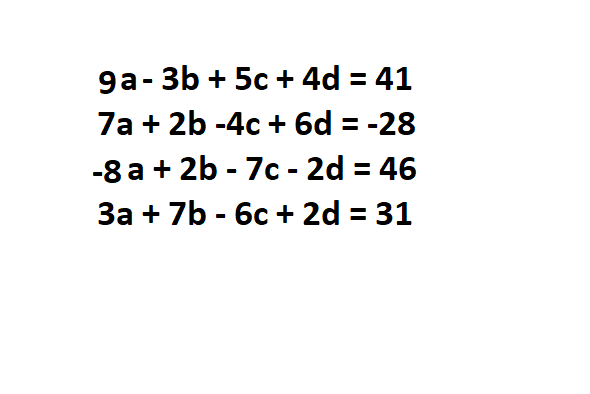 9a - 3b + 5c + 4d = 41
7a + 2b -4c + 6d = -28
-8 a + 2b - 7c - 2d = 46
3a + 7b - 6c + 2d = 31